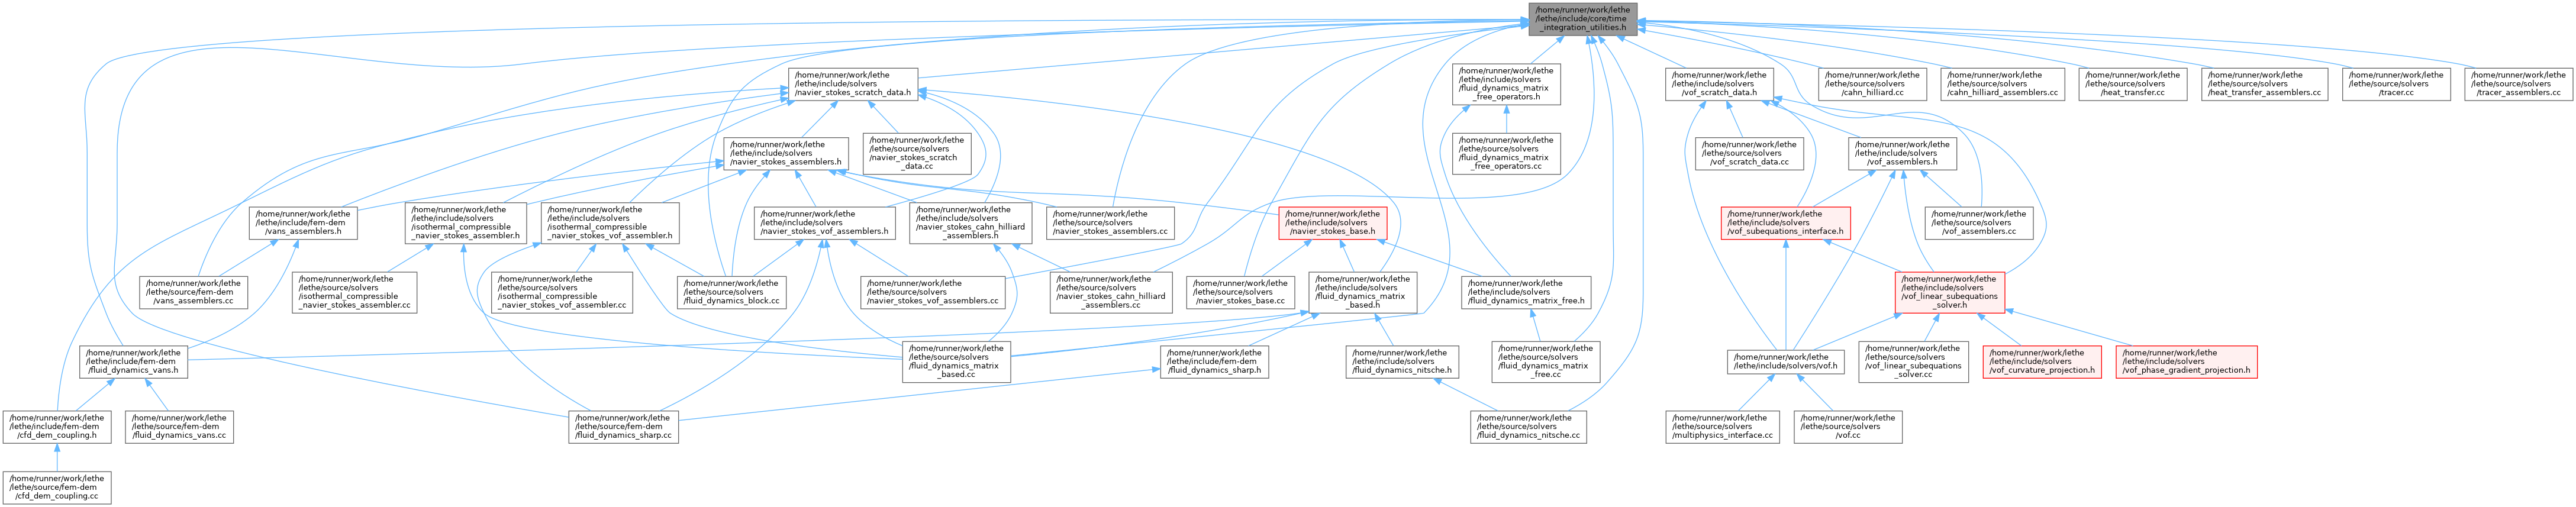 /home/runner/work/lethe
/lethe/include/core/time
_integration_utilities.h
/home/runner/work/lethe
/lethe/include/solvers
/navier_stokes_scratch_data.h
/home/runner/work/lethe
/lethe/include/solvers
/fluid_dynamics_matrix
_free_operators.h
/home/runner/work/lethe
/lethe/include/solvers
/vof_scratch_data.h
/home/runner/work/lethe
/lethe/source/solvers
/cahn_hilliard.cc
/home/runner/work/lethe
/lethe/source/solvers
/cahn_hilliard_assemblers.cc
/home/runner/work/lethe
/lethe/source/solvers
/heat_transfer.cc
/home/runner/work/lethe
/lethe/source/solvers
/heat_transfer_assemblers.cc
/home/runner/work/lethe
/lethe/source/solvers
/tracer.cc
/home/runner/work/lethe
/lethe/source/solvers
/tracer_assemblers.cc
/home/runner/work/lethe
/lethe/include/solvers
/navier_stokes_assemblers.h
/home/runner/work/lethe
/lethe/source/solvers
/navier_stokes_scratch
_data.cc
/home/runner/work/lethe
/lethe/source/solvers
/fluid_dynamics_matrix
_free_operators.cc
/home/runner/work/lethe
/lethe/source/solvers
/vof_scratch_data.cc
/home/runner/work/lethe
/lethe/include/solvers
/vof_assemblers.h
/home/runner/work/lethe
/lethe/include/fem-dem
/vans_assemblers.h
/home/runner/work/lethe
/lethe/include/solvers
/isothermal_compressible
_navier_stokes_assembler.h
/home/runner/work/lethe
/lethe/include/solvers
/isothermal_compressible
_navier_stokes_vof_assembler.h
/home/runner/work/lethe
/lethe/include/solvers
/navier_stokes_vof_assemblers.h
/home/runner/work/lethe
/lethe/include/solvers
/navier_stokes_cahn_hilliard
_assemblers.h
/home/runner/work/lethe
/lethe/source/solvers
/navier_stokes_assemblers.cc
/home/runner/work/lethe
/lethe/include/solvers
/navier_stokes_base.h
/home/runner/work/lethe
/lethe/include/solvers
/vof_subequations_interface.h
/home/runner/work/lethe
/lethe/source/solvers
/vof_assemblers.cc
/home/runner/work/lethe
/lethe/source/fem-dem
/vans_assemblers.cc
/home/runner/work/lethe
/lethe/source/solvers
/isothermal_compressible
_navier_stokes_assembler.cc
/home/runner/work/lethe
/lethe/source/solvers
/isothermal_compressible
_navier_stokes_vof_assembler.cc
/home/runner/work/lethe
/lethe/source/solvers
/fluid_dynamics_block.cc
/home/runner/work/lethe
/lethe/source/solvers
/navier_stokes_vof_assemblers.cc
/home/runner/work/lethe
/lethe/source/solvers
/navier_stokes_cahn_hilliard
_assemblers.cc
/home/runner/work/lethe
/lethe/source/solvers
/navier_stokes_base.cc
/home/runner/work/lethe
/lethe/include/solvers
/fluid_dynamics_matrix
_based.h
/home/runner/work/lethe
/lethe/include/solvers
/fluid_dynamics_matrix_free.h
/home/runner/work/lethe
/lethe/include/solvers
/vof_linear_subequations
_solver.h
/home/runner/work/lethe
/lethe/include/fem-dem
/fluid_dynamics_vans.h
/home/runner/work/lethe
/lethe/source/solvers
/fluid_dynamics_matrix
_based.cc
/home/runner/work/lethe
/lethe/include/fem-dem
/fluid_dynamics_sharp.h
/home/runner/work/lethe
/lethe/include/solvers
/fluid_dynamics_nitsche.h
/home/runner/work/lethe
/lethe/source/solvers
/fluid_dynamics_matrix
_free.cc
/home/runner/work/lethe
/lethe/include/solvers/vof.h
/home/runner/work/lethe
/lethe/source/solvers
/vof_linear_subequations
_solver.cc
/home/runner/work/lethe
/lethe/include/solvers
/vof_curvature_projection.h
/home/runner/work/lethe
/lethe/include/solvers
/vof_phase_gradient_projection.h
/home/runner/work/lethe
/lethe/include/fem-dem
/cfd_dem_coupling.h
/home/runner/work/lethe
/lethe/source/fem-dem
/fluid_dynamics_vans.cc
/home/runner/work/lethe
/lethe/source/fem-dem
/fluid_dynamics_sharp.cc
/home/runner/work/lethe
/lethe/source/solvers
/fluid_dynamics_nitsche.cc
/home/runner/work/lethe
/lethe/source/solvers
/multiphysics_interface.cc
/home/runner/work/lethe
/lethe/source/solvers
/vof.cc
/home/runner/work/lethe
/lethe/source/fem-dem
/cfd_dem_coupling.cc